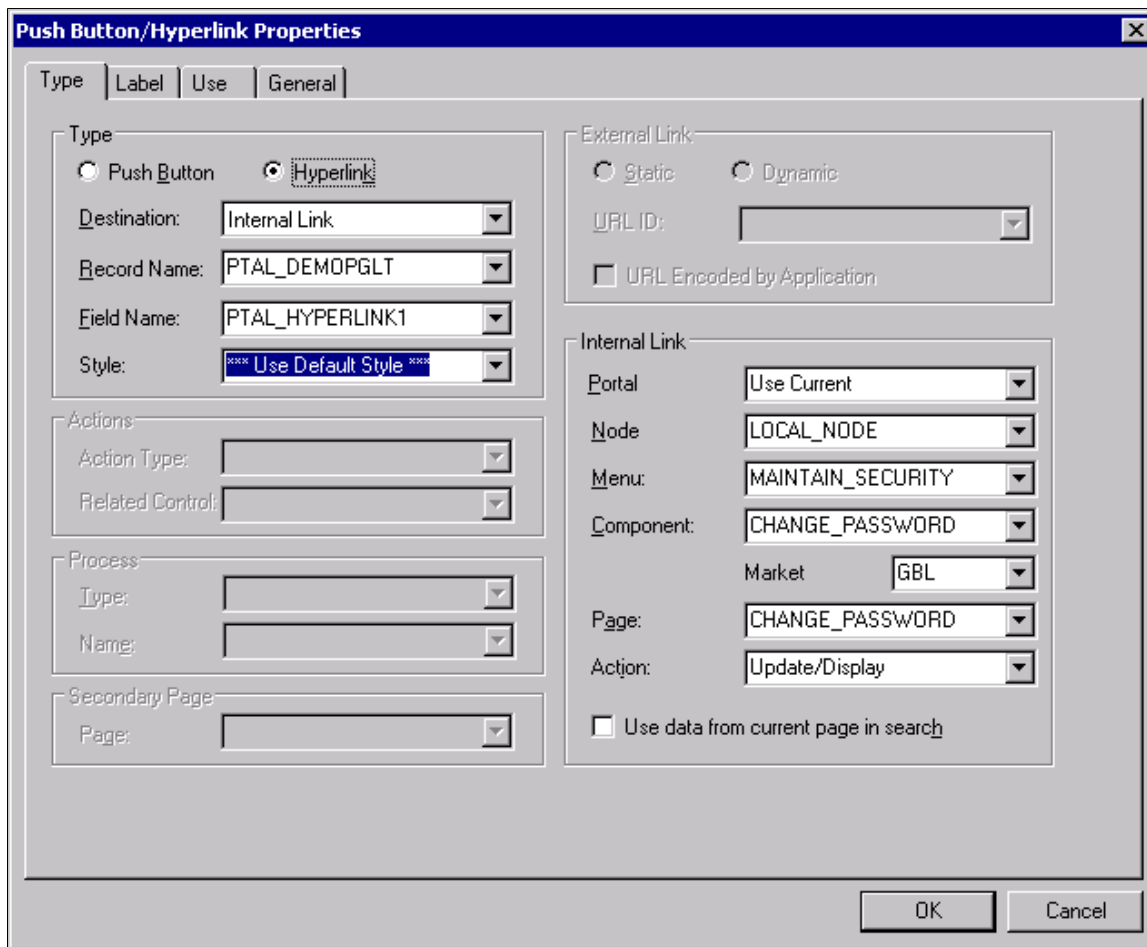 Push Button/Hyperlink Properties
Type Label Use General
Type
Push Button Hyperlink
Destination: Internal Link
Record Name: PTAL_DEMOPGLT
Field Name: PTAL_HYPERLINK1
Style: *** Use Default Style ***
Actions
Action Type:
Related Control:
Process
Type:
Name:
Secondary Page
Page:
External Link
Static Dynamic
URL ID:
URL Encoded by Application
Internal Link
Portal Use Current
Node LOCAL_NODE
Menu: MAINTAIN_SECURITY
Component: CHANGE_PASSWORD
Market GBL
Page: CHANGE_PASSWORD
Action: Update/Display
Use data from current page in search
OK Cancel